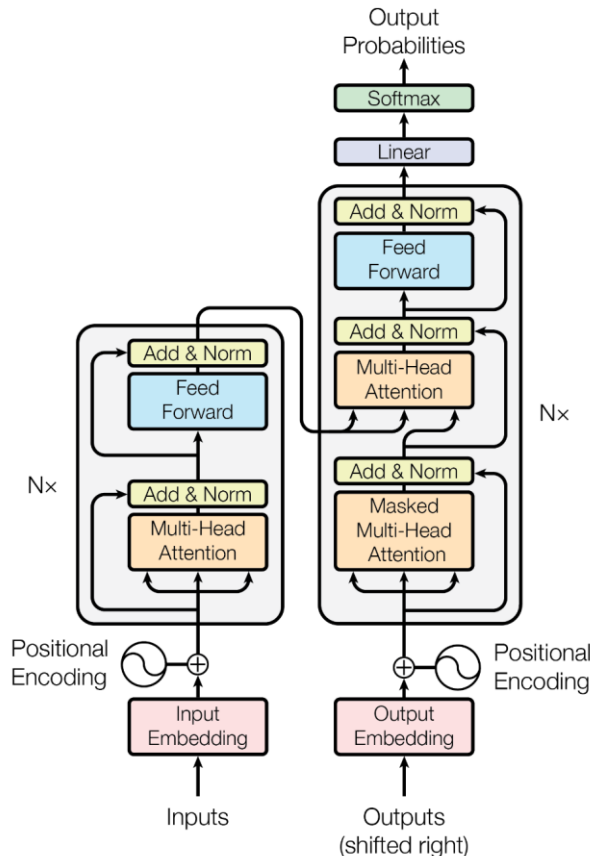 Output
Probabilities
Softmax
Linear
Add & Norm
Feed
Forward
Add & Norm
Multi-Head
Attention
Add & Norm
Masked
Multi-Head
Attention
N×
Positional
Encoding
Output
Embedding
Outputs
(shifted right)
Add & Norm
Feed
Forward
Add & Norm
Multi-Head
Attention
N×
Positional
Encoding
Input
Embedding
Inputs